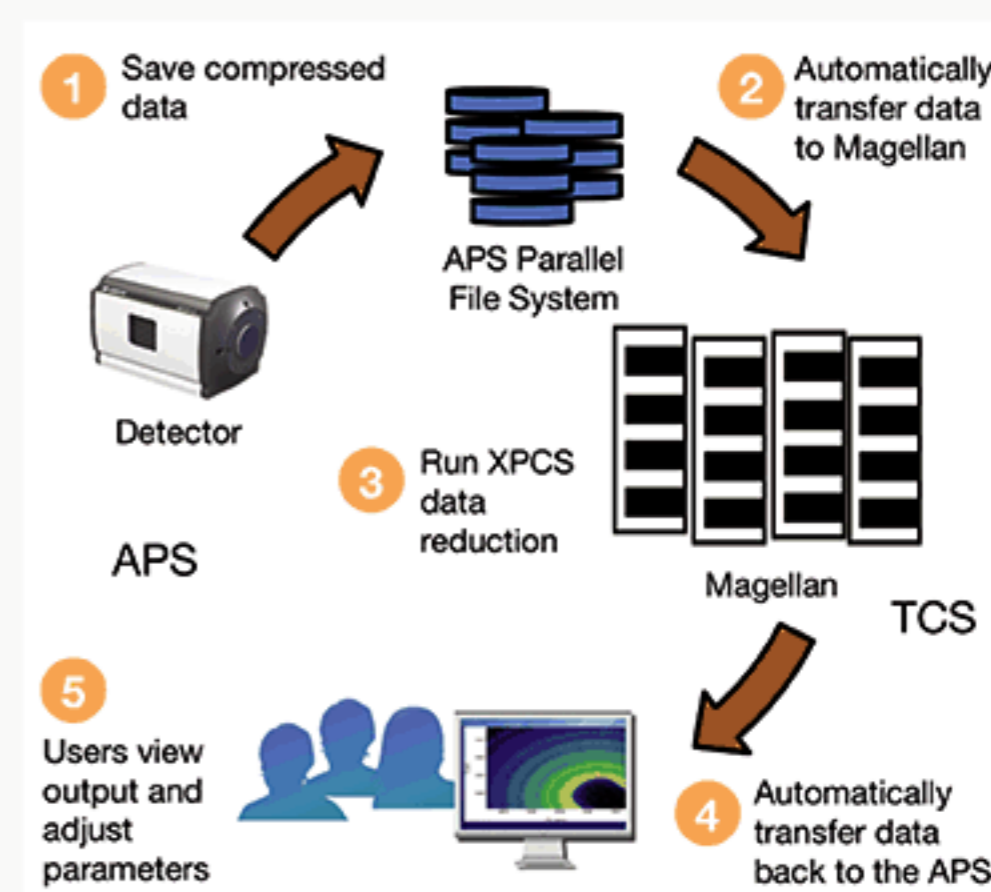 1
Save compressed
data
2
Automatically
transfer data
to Magellan
APS Parallel
File System
Detector
3
Run XPCS
data
reduction
APS
Magellan
TCS
5
Users view
output and
adjust
parameters
4
Automatically
transfer data
back to the APS